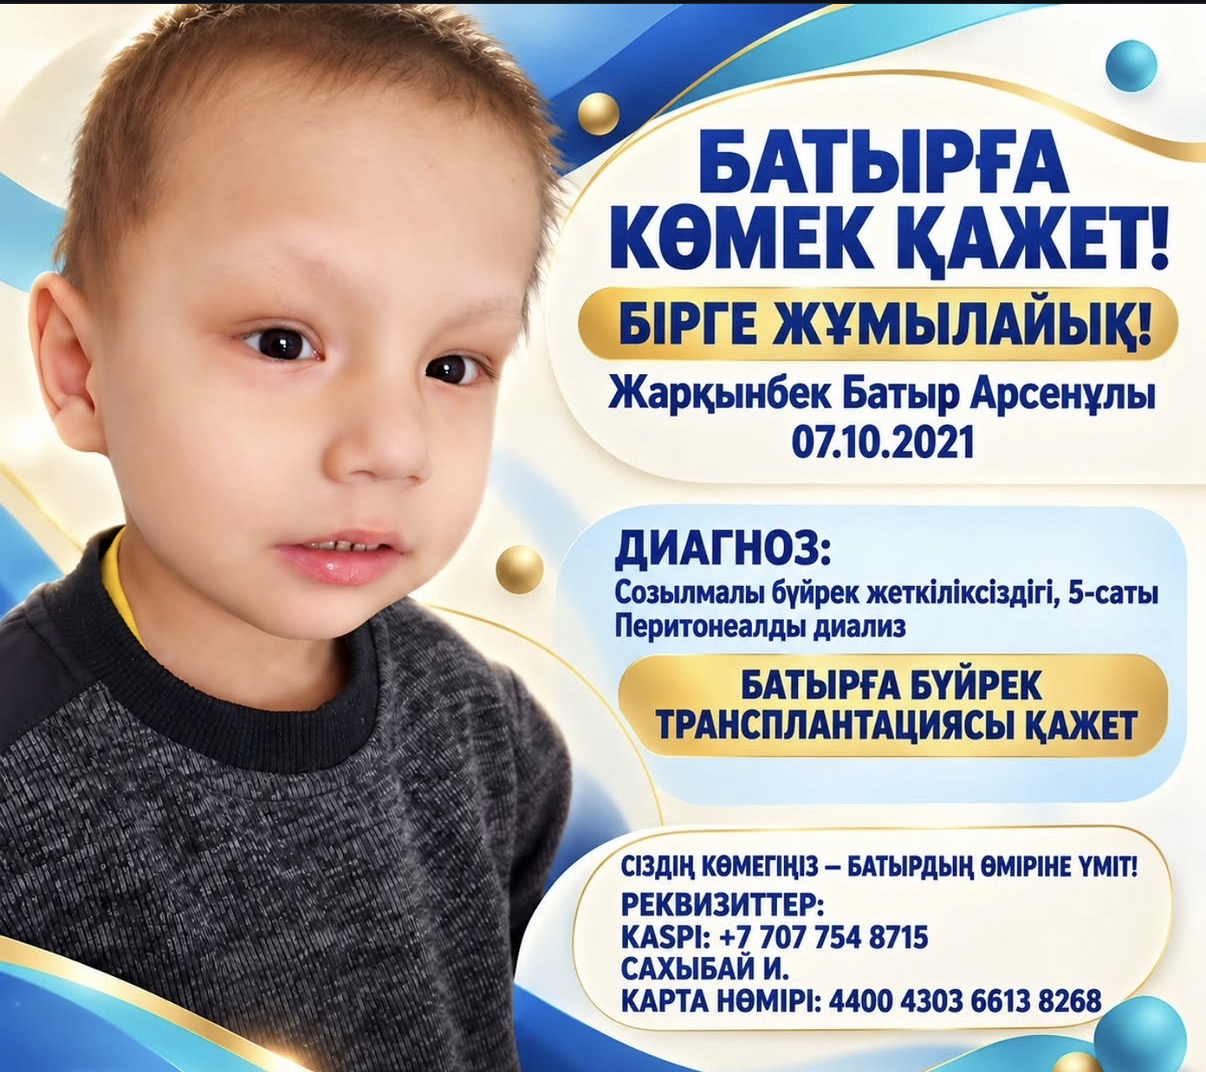 БАТЫРҒА
КӨМЕК ҚАЖЕТ!
БІРГЕ ЖҰМЫЛАЙЫҚ!
Жарқынбек Батыр Арсенұлы
07.10.2021
ДИАГНОЗ:
Созылмалы бүйрек жеткіліксіздігі, 5-саты
Перитонеалды диализ
БАТЫРҒА БҮЙРЕК
ТРАНСПЛАНТАЦИЯСЫ ҚАЖЕТ
СІЗДІҢ КӨМЕГІҢІЗ – БАТЫРДЫҢ ӨМІРІНЕ ҮМІТ!
РЕКВИЗИТТЕР:
KASPI: +7 707 754 8715
САХЫБАЙ И.
КАРТА НӨМІРІ: 4400 4303 6613 8268